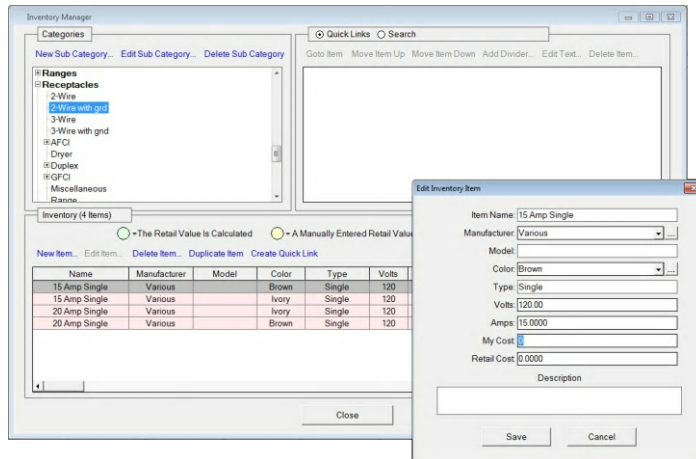 Inventory Manager
Categories
New Sub Category... Edit Sub Category Delete Sub Category
Ranges
Receptacles
2-Wire
2-Wire with grd
3-Wire
3-Wire with gnd
AFCI
Dryer
Duplex
GFCI
Miscellaneous
Range
Quick Links Search
Goto Item Move Item Up Move Item Down Add Divider... Edit Text... Delete Item...
Inventory (4 Items)
=The Retail Value Is Calculated =A Manually Entered Retail Value
New Item... Edit Item... Delete Item... Duplicate Item Create Quick Link
Name Manufacturer Model Color Type Volts
15 Amp Single Various Brown Single 120
15 Amp Single Various Ivory Single 120
20 Amp Single Various Ivory Single 120
20 Amp Single Various Brown Single 120
Close
Edit Inventory Item
Item Name: 15 Amp Single
Manufacturer: Various ...
Model:
Color: Brown ...
Type: Single
Volts: 120.00
Amps: 15.0000
My Cost: 0
Retail Cost: 0.0000
Description
Save Cancel